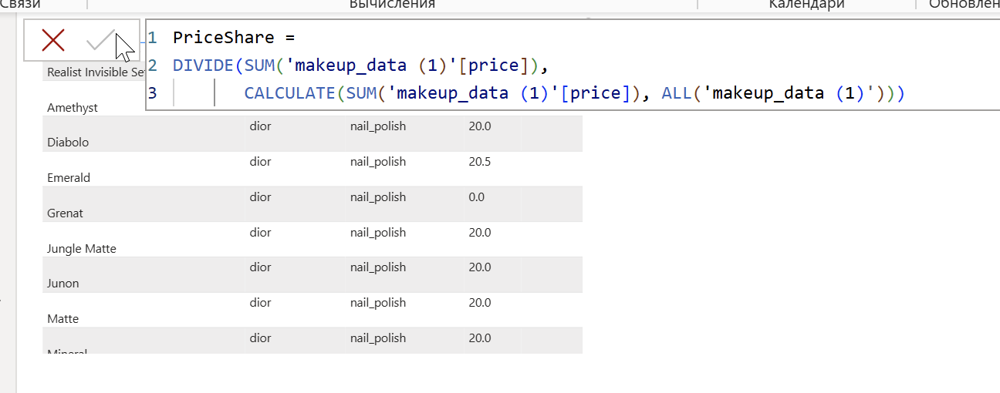 Связи Вычисления Календари Обновлен
1 PriceShare =
2 DIVIDE(SUM('makeup_data (1)'[price]),
3 CALCULATE(SUM('makeup_data (1)'[price]), ALL('makeup_data (1)')))
Realist Invisible Se
Amethyst
Diabolo dior nail_polish 20.0
Emerald dior nail_polish 20.5
Grenat dior nail_polish 0.0
Jungle Matte dior nail_polish 20.0
Junon dior nail_polish 20.0
Matte dior nail_polish 20.0
Mineral dior nail_polish 20.0